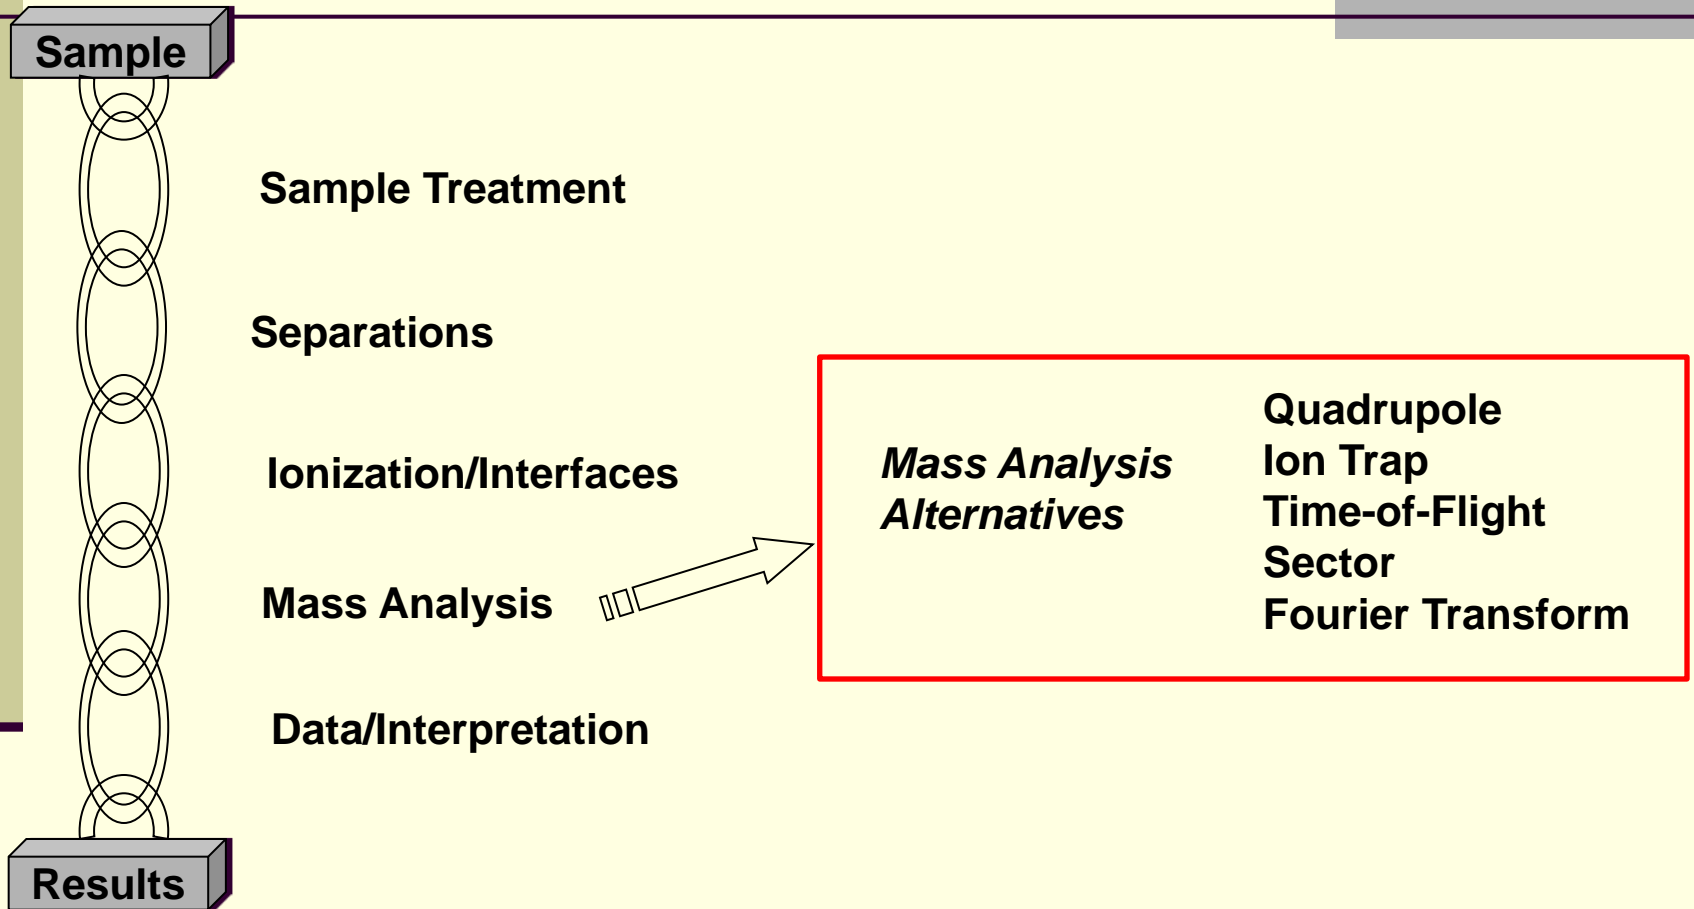 Sample
Sample Treatment
Separations
Ionization/Interfaces
Mass Analysis
Data/Interpretation
Results
Mass Analysis
Alternatives
Quadrupole
Ion Trap
Time-of-Flight
Sector
Fourier Transform